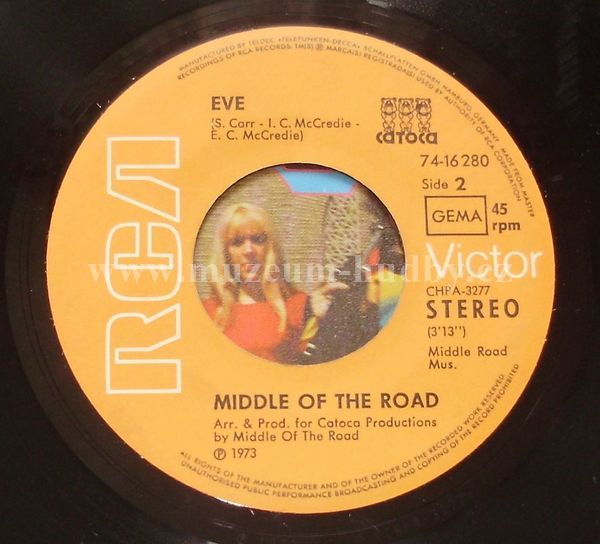 MANUFACTURED BY TELDEC »TELEFUNKEN-DECCA« SCHALLPLATTEN GMBH HAMBURG, GERMANY, MADE FROM MASTER
RECORDINGS OF RCA RECORDS. TM(S) ® MARCA(S) REGISTRADA(S) USED BY AUTHORITY OF RCA CORPORATION
EVE
(S. Carr - I. C. McCredie -
E. C. McCredie)
catoca
74-16 280
Side 2
GEMA
45
rpm
RCA
Victor
www.muzeum-hudby.cz
CHBA-3277
STEREO
(3'13")
Middle Road
Mus.
MIDDLE OF THE ROAD
Arr. & Prod. for Catoca Productions
by Middle Of The Road
℗ 1973
ALL RIGHTS OF THE MANUFACTURER AND OF THE OWNER OF THE RECORDED WORK RESERVED.
UNAUTHORISED PUBLIC PERFORMANCE BROADCASTING AND COPYING OF THE RECORD PROHIBITED